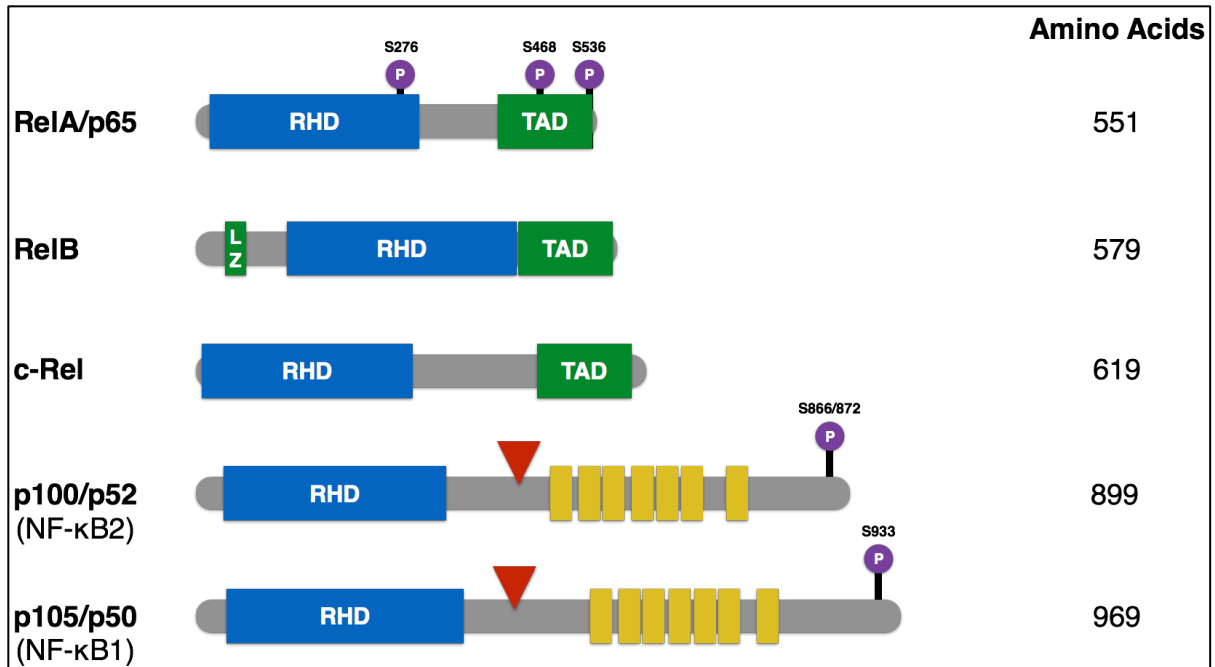 Amino Acids
S276 S468 S536
P P P
RelA/p65 RHD TAD 551
RelB L Z RHD TAD 579
c-Rel RHD TAD 619
S866/872
P
p100/p52 RHD 899
(NF-κB2)
S933
P
p105/p50 RHD 969
(NF-κB1)